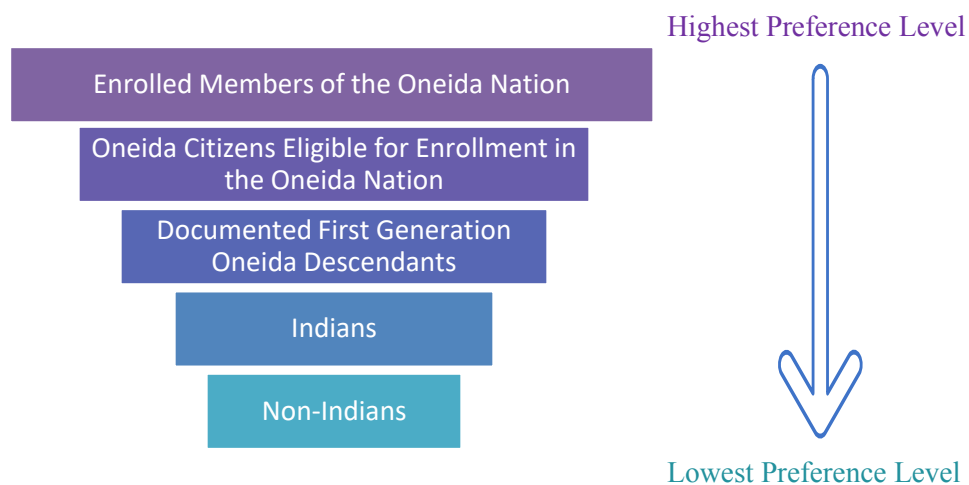 Highest Preference Level
Enrolled Members of the Oneida Nation
Oneida Citizens Eligible for Enrollment in
the Oneida Nation
Documented First Generation
Oneida Descendants
Indians
Non-Indians
Lowest Preference Level